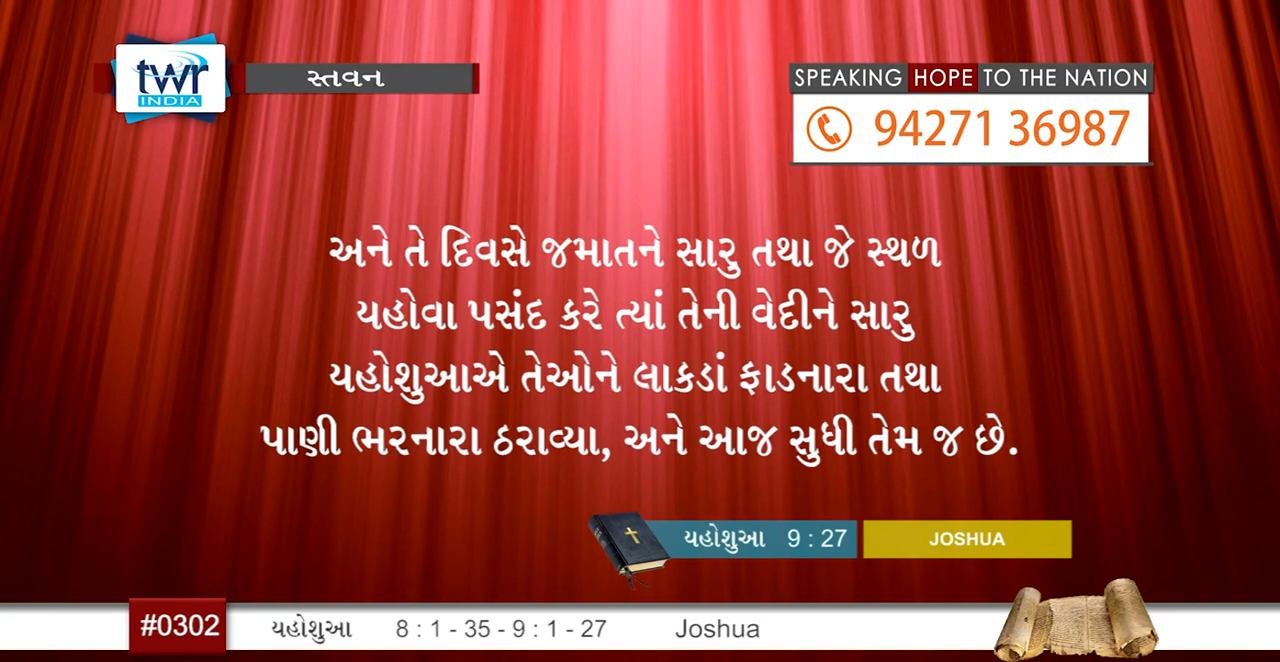 twr
INDIA
સ્તવન
SPEAKING HOPE TO THE NATION
94271 36987
અને તે દિવસે જમાતને સારુ તથા જે સ્થળ
યહોવા પસંદ કરે ત્યાં તેની વેદીને સારુ
યહોશુઆએ તેઓને લાકડાં ફાડનારા તથા
પાણી ભરનારા ઠરાવ્યા, અને આજ સુધી તેમ જ છે.
યહોશુઆ 9 : 27 JOSHUA
#0302 યહોશુઆ 8 : 1 - 35 - 9 : 1 - 27 Joshua